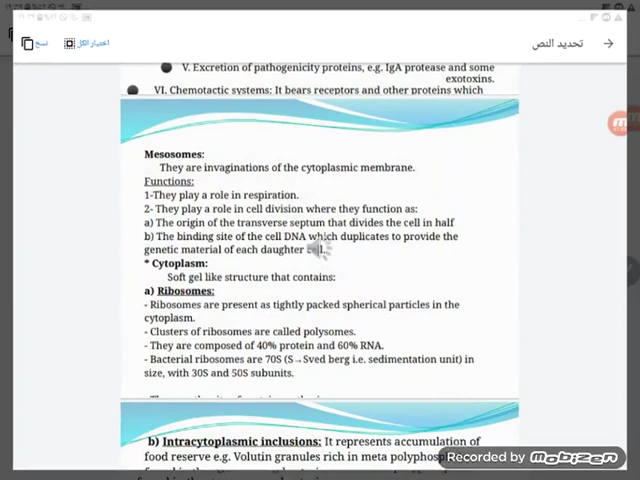 تحديد النص
اختيار الكل
نسخ
V. Excretion of pathogenicity proteins, e.g. IgA protease and some
exotoxins.
VI. Chemotactic systems: It bears receptors and other proteins which
Mesosomes:
They are invaginations of the cytoplasmic membrane.
Functions:
1-They play a role in respiration.
2- They play a role in cell division where they function as:
a) The origin of the transverse septum that divides the cell in half
b) The binding site of the cell DNA which duplicates to provide the
genetic material of each daughter cell.
* Cytoplasm:
Soft gel like structure that contains:
a) Ribosomes:
- Ribosomes are present as tightly packed spherical particles in the
cytoplasm.
- Clusters of ribosomes are called polysomes.
- They are composed of 40% protein and 60% RNA.
- Bacterial ribosomes are 70S (S→Sved berg i.e. sedimentation unit) in
size, with 30S and 50S subunits.
b) Intracytoplasmic inclusions: It represents accumulation of
food reserve e.g. Volutin granules rich in meta polyphosph
Recorded by mobizen